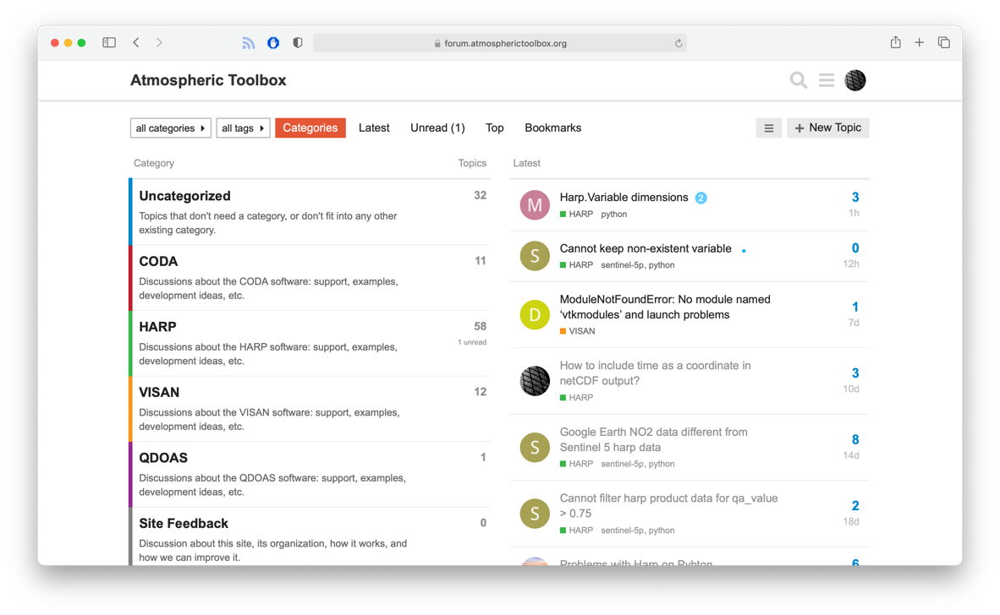 forum.atmospherictoolbox.org
Atmospheric Toolbox
all categories
all tags
Categories
Latest
Unread (1)
Top
Bookmarks
New Topic
Category
Topics
Uncategorized
32
Topics that don't need a category, or don't fit into any other
existing category.
CODA
11
Discussions about the CODA software: support, examples,
development ideas, etc.
HARP
58
1 unread
Discussions about the HARP software: support, examples,
development ideas, etc.
VISAN
12
Discussions about the VISAN software: support, examples,
development ideas, etc.
QDOAS
1
Discussions about the QDOAS software: support, examples,
development ideas, etc.
Site Feedback
0
Discussion about this site, its organization, how it works, and
how we can improve it.
Latest
M
Harp.Variable dimensions 2
3
HARP python
1h
S
Cannot keep non-existent variable
0
HARP sentinel-5p, python
12h
D
ModuleNotFoundError: No module named
‘vtkmodules’ and launch problems
1
7d
VISAN
How to include time as a coordinate in
netCDF output?
3
10d
HARP
S
Google Earth NO2 data different from
Sentinel 5 harp data
8
14d
HARP sentinel-5p, python
S
Cannot filter harp product data for qa_value
> 0.75
2
18d
HARP sentinel-5p, python
Problems with Harp on Pyhton
6